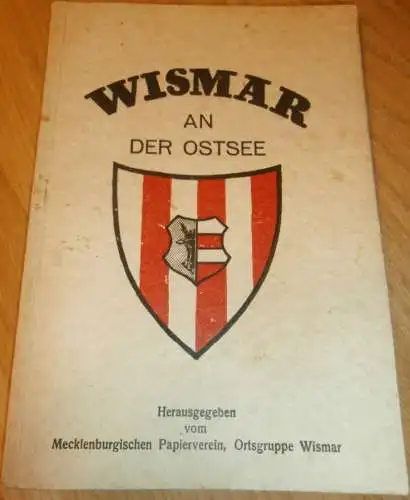 WISMAR
AN
DER OSTSEE
Herausgegeben
vom
Mecklenburgischen Papierverein, Ortsgruppe Wismar